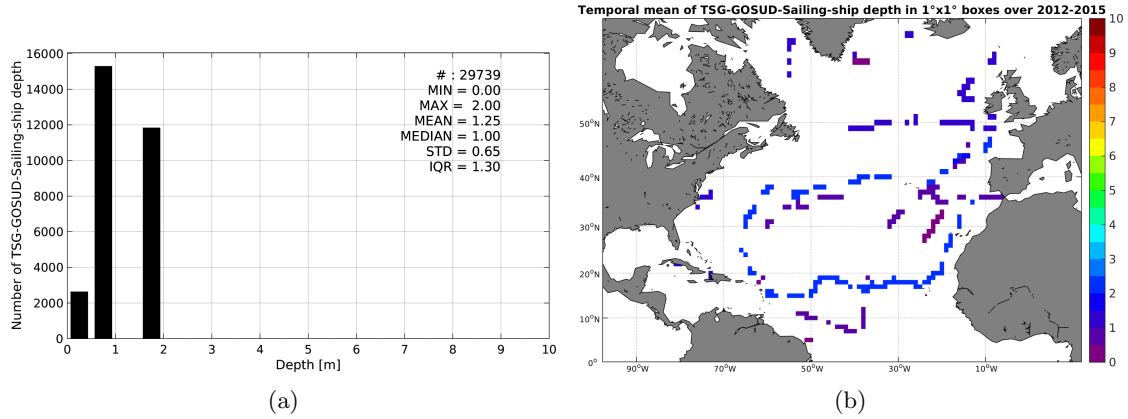 Temporal mean of TSG-GOSUD-Sailing-ship depth in 1°x1° boxes over 2012-2015
Number of TSG-GOSUD-Sailing-ship depth
16000
14000
12000
10000
8000
6000
4000
2000
0
# : 29739
MIN = 0.00
MAX = 2.00
MEAN = 1.25
MEDIAN = 1.00
STD = 0.65
IQR = 1.30
0 1 2 3 4 5 6 7 8 9 10
Depth [m]
50°N
40°N
30°N
20°N
10°N
0°
90°W 70°W 50°W 30°W 10°W
10
9
8
7
6
5
4
3
2
1
0
(a)
(b)